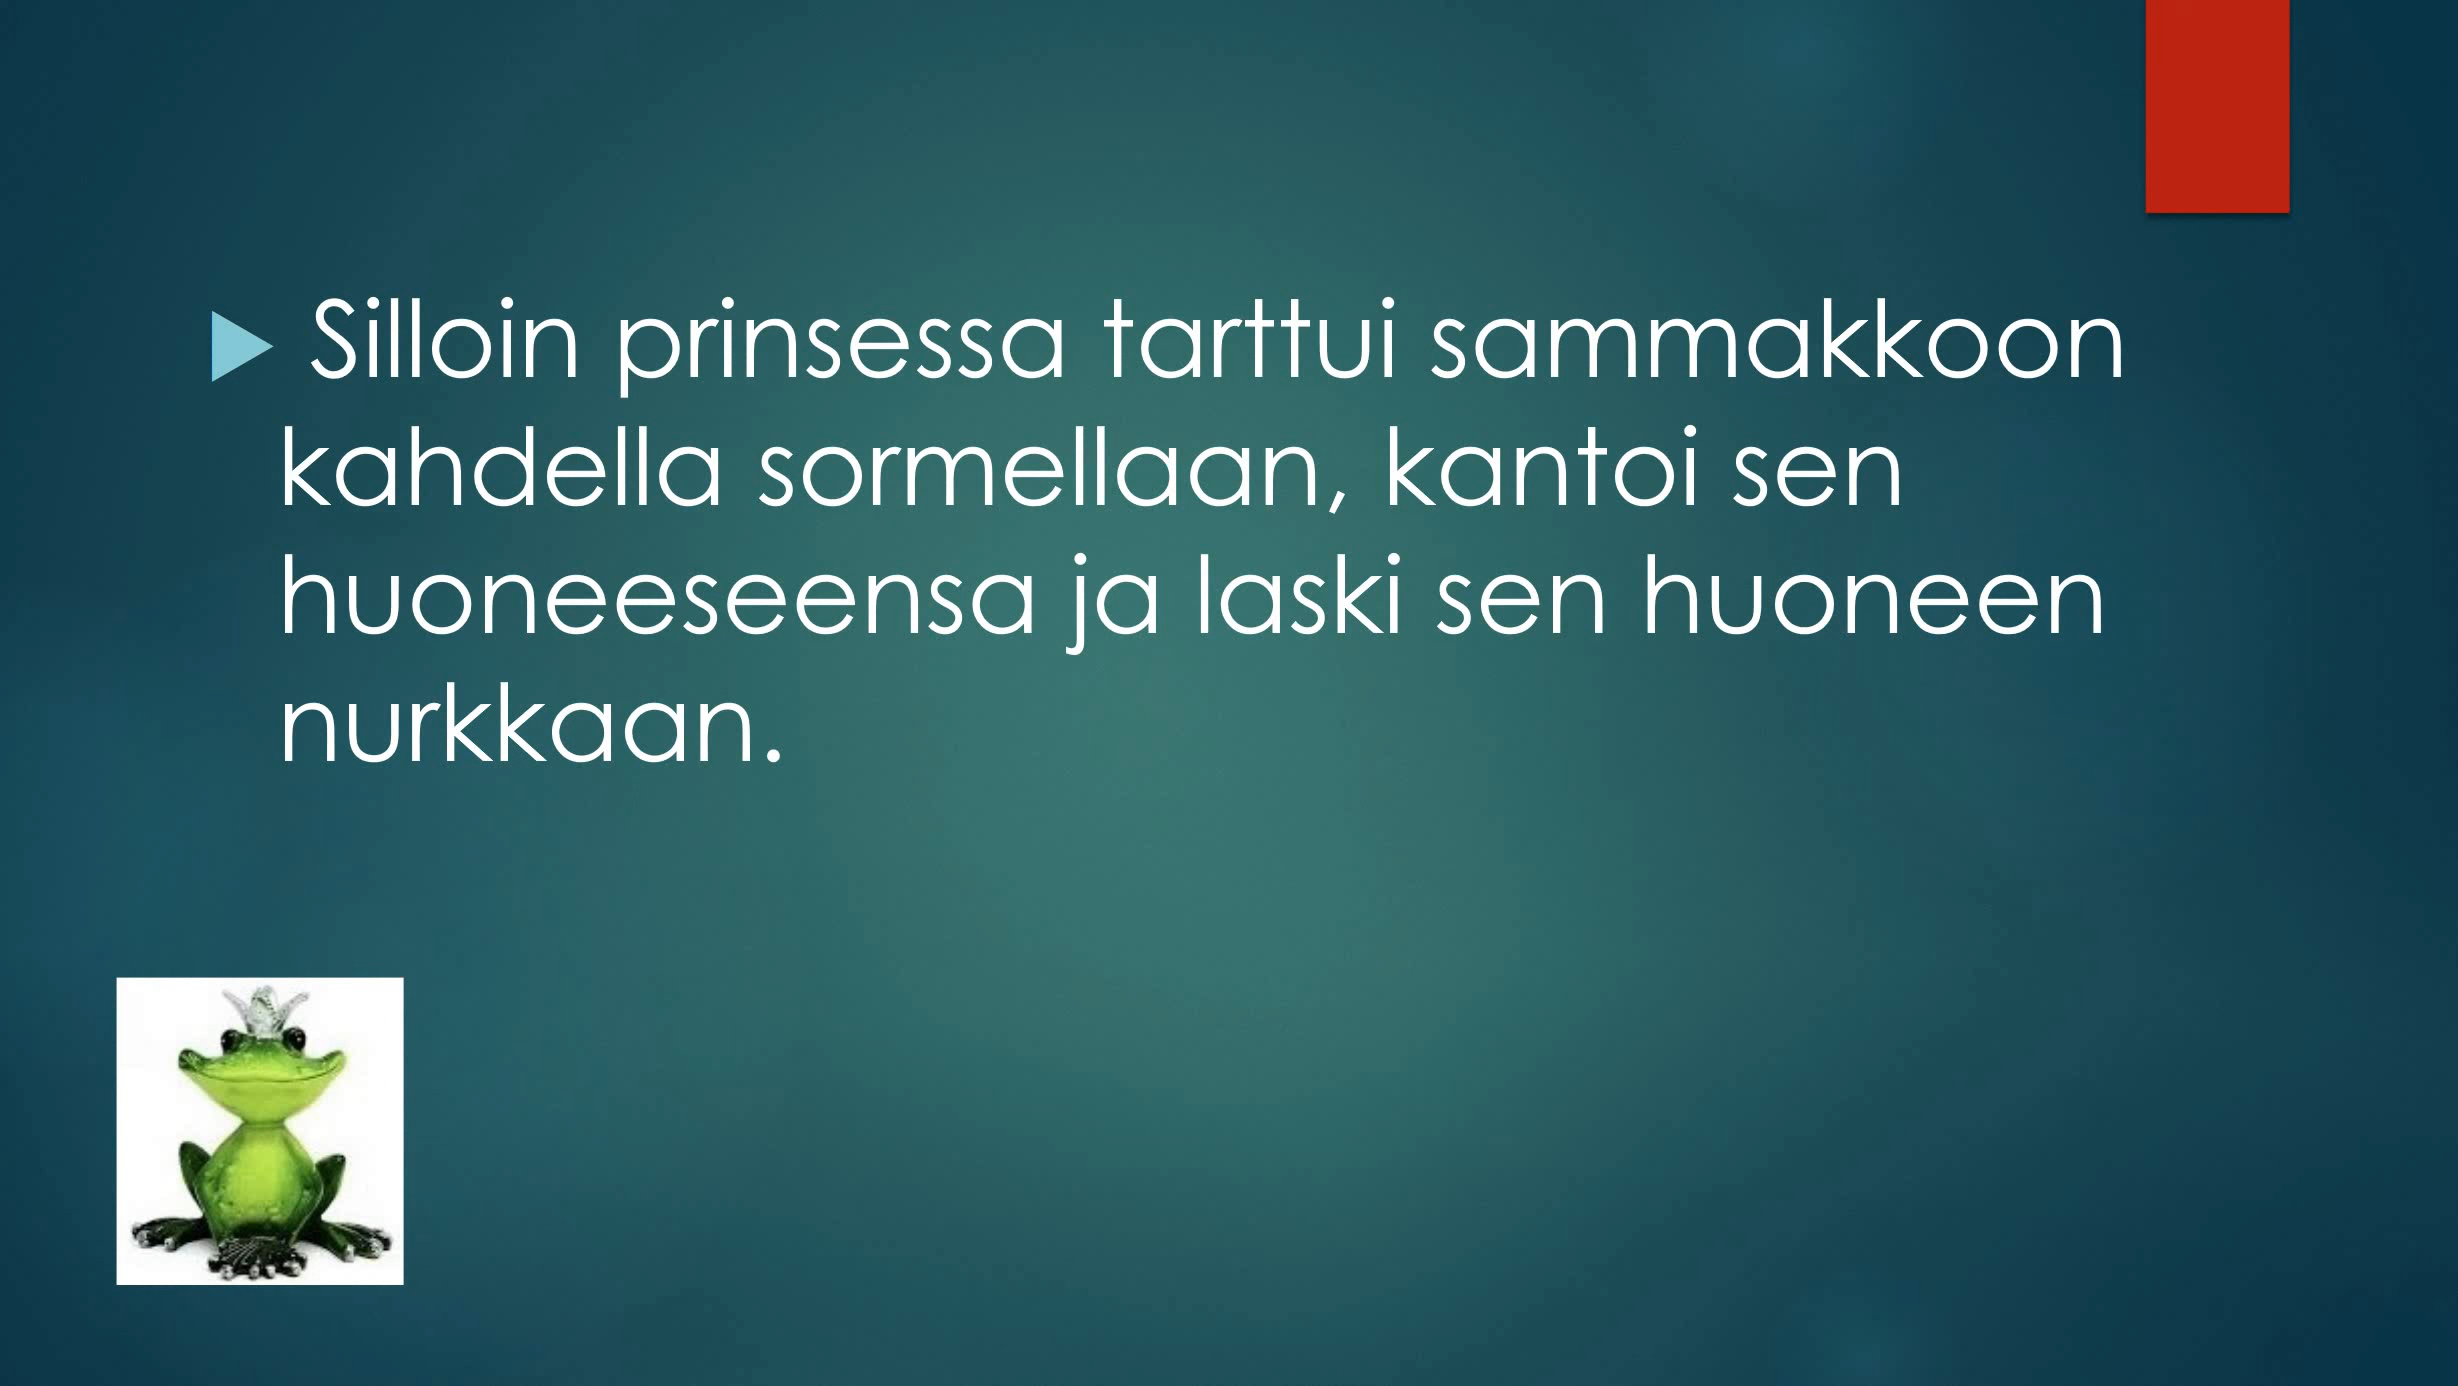 Silloin prinsessa tarttui sammakkoon
kahdella sormellaan, kantoi sen
huoneeseensa ja laski sen huoneen
nurkkaan.